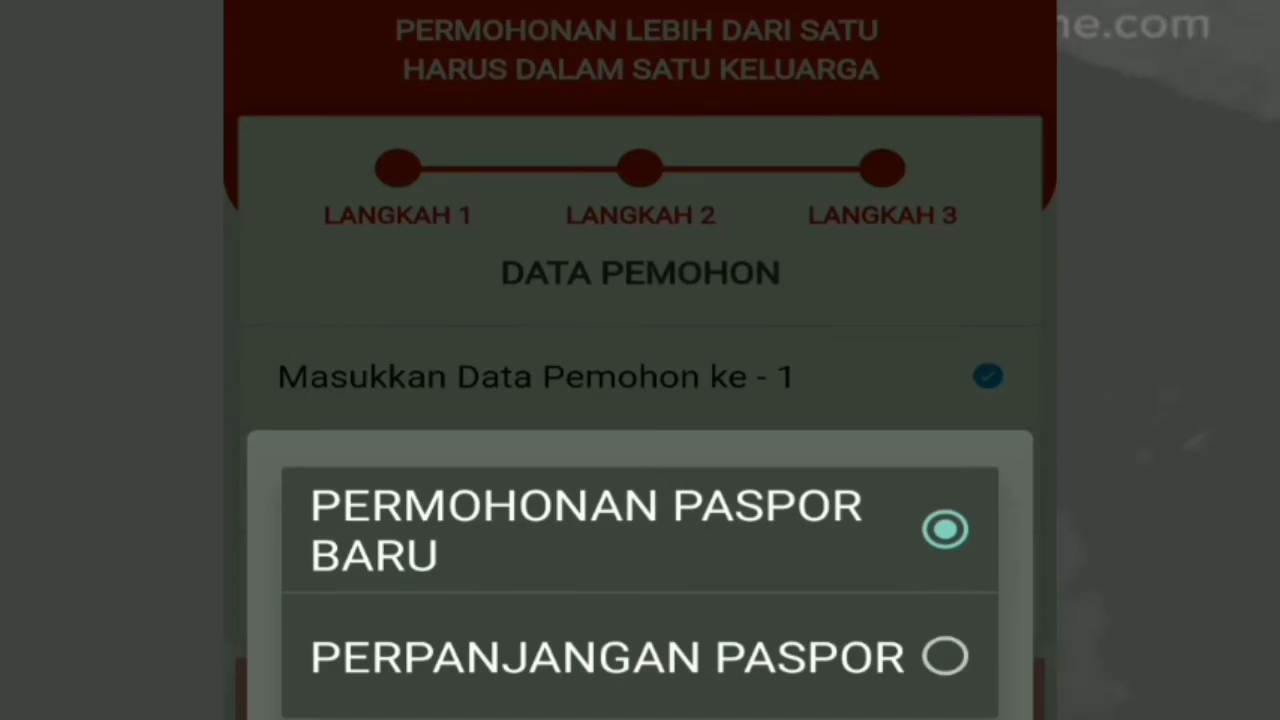 PERMOHONAN LEBIH DARI SATU
HARUS DALAM SATU KELUARGA
LANGKAH 1
LANGKAH 2
LANGKAH 3
DATA PEMOHON
Masukkan Data Pemohon ke - 1
PERMOHONAN PASPOR
BARU
PERPANJANGAN PASPOR